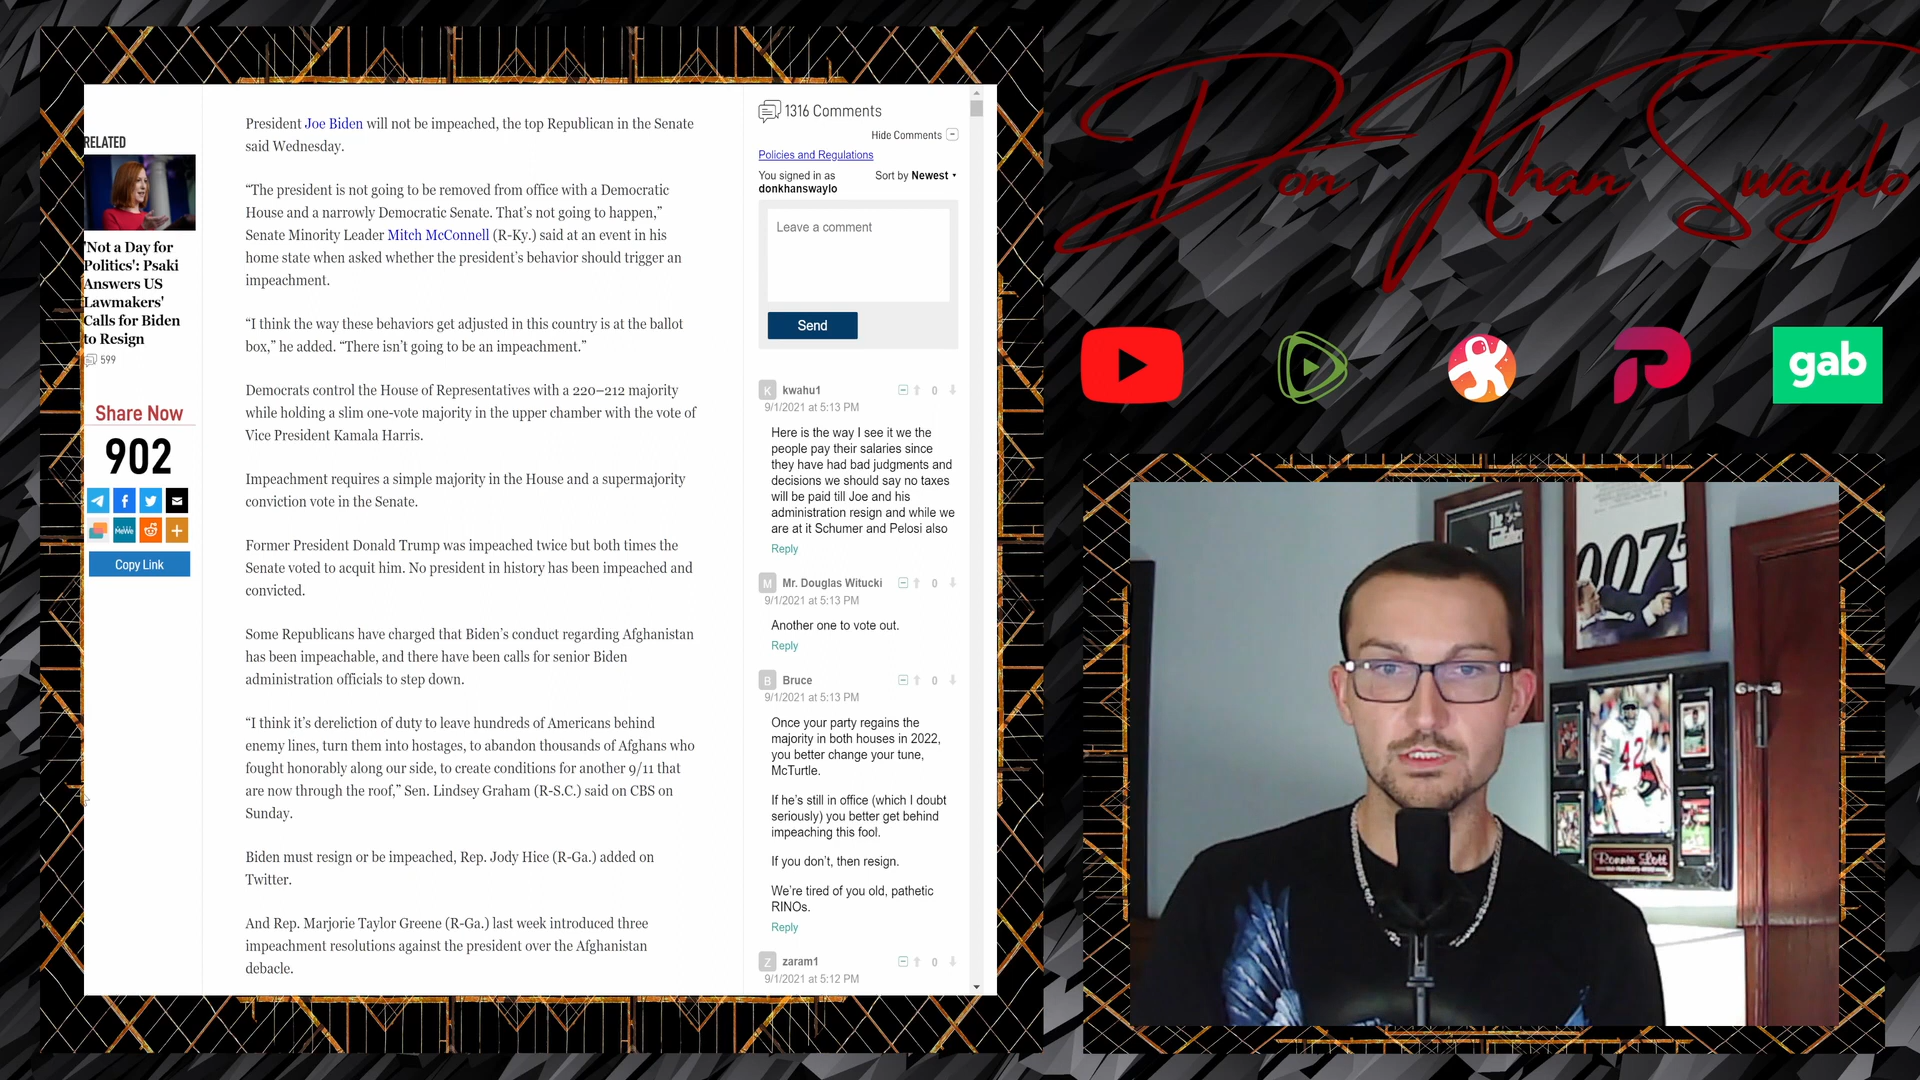 RELATED
'Not a Day for
Politics': Psaki
Answers US
Lawmakers'
Calls for Biden
to Resign
599
Share Now
902
MeWe
Copy Link
President Joe Biden will not be impeached, the top Republican in the Senate
said Wednesday.
“The president is not going to be removed from office with a Democratic
House and a narrowly Democratic Senate. That’s not going to happen,”
Senate Minority Leader Mitch McConnell (R-Ky.) said at an event in his
home state when asked whether the president’s behavior should trigger an
impeachment.
“I think the way these behaviors get adjusted in this country is at the ballot
box,” he added. “There isn’t going to be an impeachment.”
Democrats control the House of Representatives with a 220–212 majority
while holding a slim one-vote majority in the upper chamber with the vote of
Vice President Kamala Harris.
Impeachment requires a simple majority in the House and a supermajority
conviction vote in the Senate.
Former President Donald Trump was impeached twice but both times the
Senate voted to acquit him. No president in history has been impeached and
convicted.
Some Republicans have charged that Biden’s conduct regarding Afghanistan
has been impeachable, and there have been calls for senior Biden
administration officials to step down.
“I think it’s dereliction of duty to leave hundreds of Americans behind
enemy lines, turn them into hostages, to abandon thousands of Afghans who
fought honorably along our side, to create conditions for another 9/11 that
are now through the roof,” Sen. Lindsey Graham (R-S.C.) said on CBS on
Sunday.
Biden must resign or be impeached, Rep. Jody Hice (R-Ga.) added on
Twitter.
And Rep. Marjorie Taylor Greene (R-Ga.) last week introduced three
impeachment resolutions against the president over the Afghanistan
debacle.
1316 Comments
Hide Comments
Policies and Regulations
You signed in as
donkhanswaylo
Sort by Newest
Leave a comment
Send
K kwahu1 0
9/1/2021 at 5:13 PM
Here is the way I see it we the
people pay their salaries since
they have had bad judgments and
decisions we should say no taxes
will be paid till Joe and his
administration resign and while we
are at it Schumer and Pelosi also
Reply
M Mr. Douglas Witucki 0
9/1/2021 at 5:13 PM
Another one to vote out.
Reply
B Bruce 0
9/1/2021 at 5:13 PM
Once your party regains the
majority in both houses in 2022,
you better change your tune,
McTurtle.
If he’s still in office (which I doubt
seriously) you better get behind
impeaching this fool.
If you don’t, then resign.
We’re tired of you old, pathetic
RINOs.
Reply
Z zaram1 0
9/1/2021 at 5:12 PM
Don Khan Swaylo
gab
The
007
42
Ronnie Lott